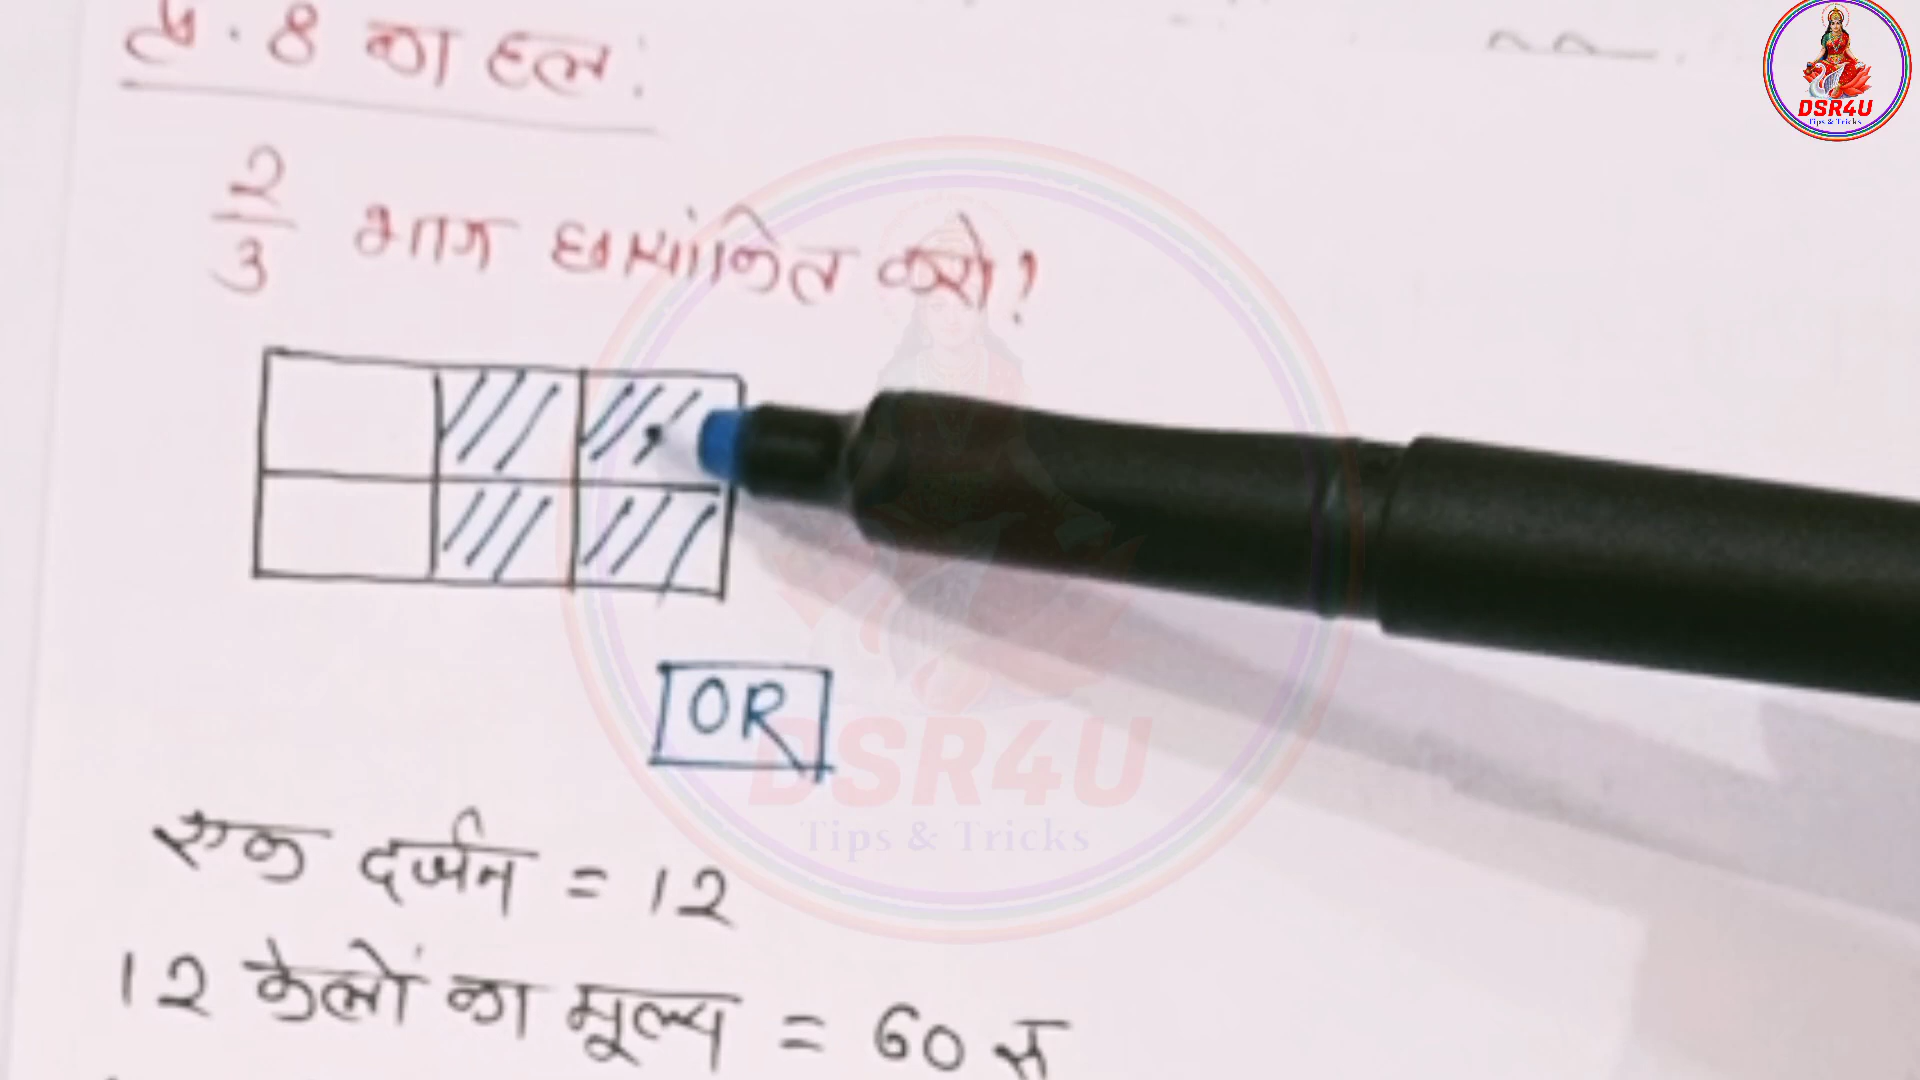 प्र. 8 का हल :
2/3 भाग छायांकित करो?
OR
एक दर्जन = 12
12 केलों का मूल्य = 60 रु
DSR4U
Tips & Tricks
DSR4U
Tips & Tricks